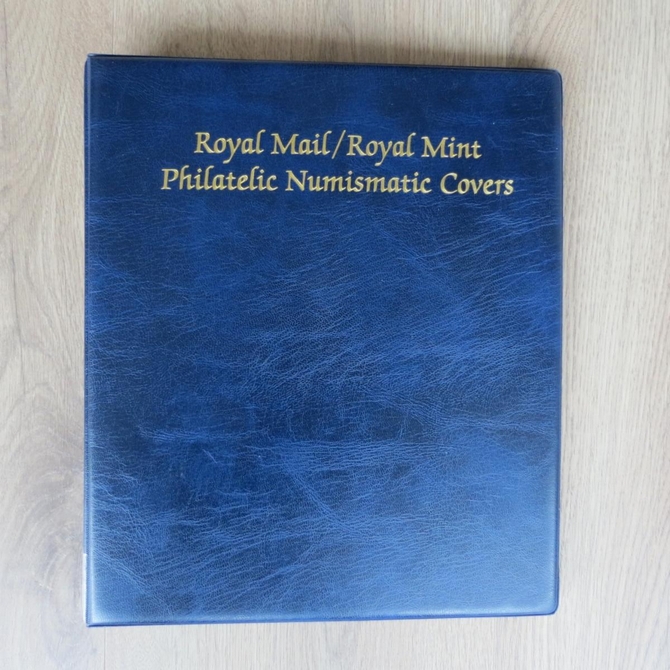 Royal Mail/Royal Mint
Philatelic Numismatic Covers